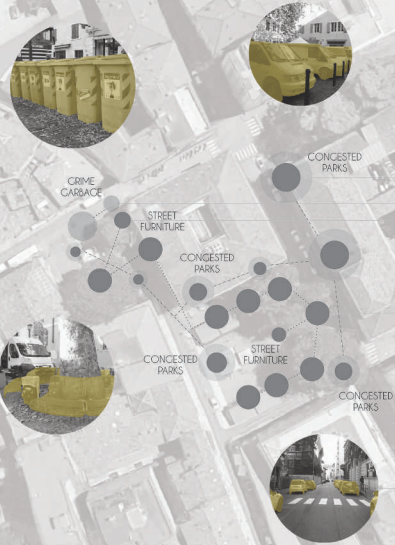 CONGESTED
PARKS
GRIME
GARBAGE
STREET
FURNITURE
CONGESTED
PARKS
CONGESTED
PARKS
STREET
FURNITURE
CONGESTED
PARKS